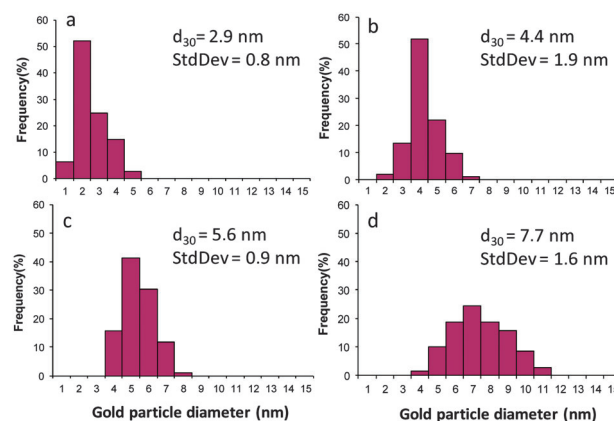 a
d30 = 2.9 nm
StdDev = 0.8 nm
Frequency(%)
60
50
40
30
20
10
0
1 2 3 4 5 6 7 8 9 10 11 12 13 14 15
b
d30 = 4.4 nm
StdDev = 1.9 nm
Frequency(%)
60
50
40
30
20
10
0
1 2 3 4 5 6 7 8 9 10 11 12 13 14 15
c
d30 = 5.6 nm
StdDev = 0.9 nm
Frequency(%)
60
50
40
30
20
10
0
1 2 3 4 5 6 7 8 9 10 11 12 13 14 15
Gold particle diameter (nm)
d
d30 = 7.7 nm
StdDev = 1.6 nm
Frequency(%)
60
50
40
30
20
10
0
1 2 3 4 5 6 7 8 9 10 11 12 13 14 15
Gold particle diameter (nm)